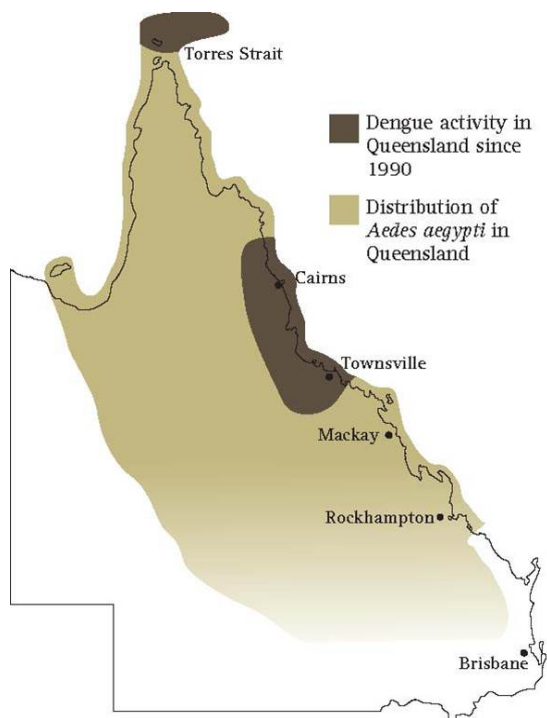 Torres Strait
Dengue activity in
Queensland since
1990
Distribution of
Aedes aegypti in
Queensland
Cairns
Townsville
Mackay
Rockhampton
Brisbane